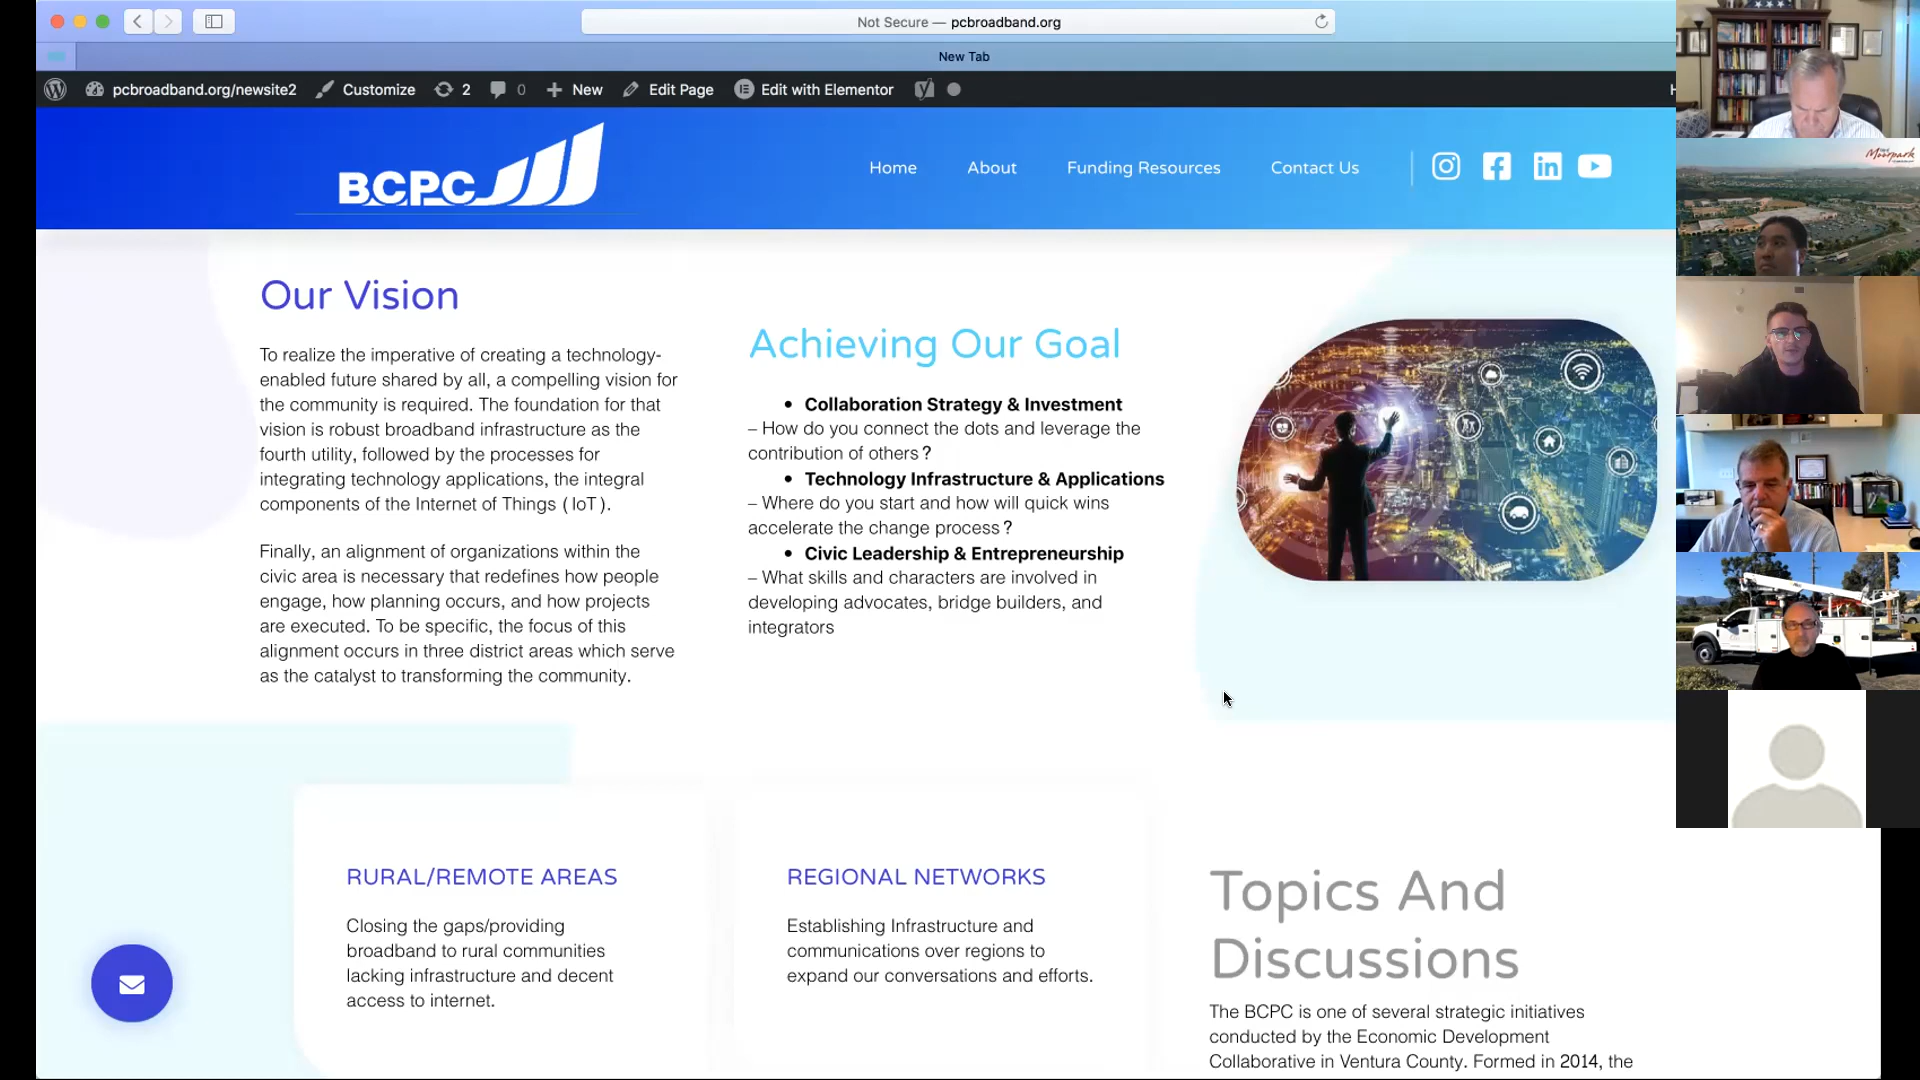 Not Secure — pcbroadband.org
New Tab
pcbroadband.org/newsite2 Customize 2 0 New Edit Page Edit with Elementor
BCPC
Home About Funding Resources Contact Us
Our Vision
To realize the imperative of creating a technology-
enabled future shared by all, a compelling vision for
the community is required. The foundation for that
vision is robust broadband infrastructure as the
fourth utility, followed by the processes for
integrating technology applications, the integral
components of the Internet of Things (IoT).
Finally, an alignment of organizations within the
civic area is necessary that redefines how people
engage, how planning occurs, and how projects
are executed. To be specific, the focus of this
alignment occurs in three district areas which serve
as the catalyst to transforming the community.
Achieving Our Goal
• Collaboration Strategy & Investment
– How do you connect the dots and leverage the
contribution of others?
• Technology Infrastructure & Applications
– Where do you start and how will quick wins
accelerate the change process?
• Civic Leadership & Entrepreneurship
– What skills and characters are involved in
developing advocates, bridge builders, and
integrators
RURAL/REMOTE AREAS
Closing the gaps/providing
broadband to rural communities
lacking infrastructure and decent
access to internet.
REGIONAL NETWORKS
Establishing Infrastructure and
communications over regions to
expand our conversations and efforts.
Topics And
Discussions
The BCPC is one of several strategic initiatives
conducted by the Economic Development
Collaborative in Ventura County. Formed in 2014, the
Moorpark